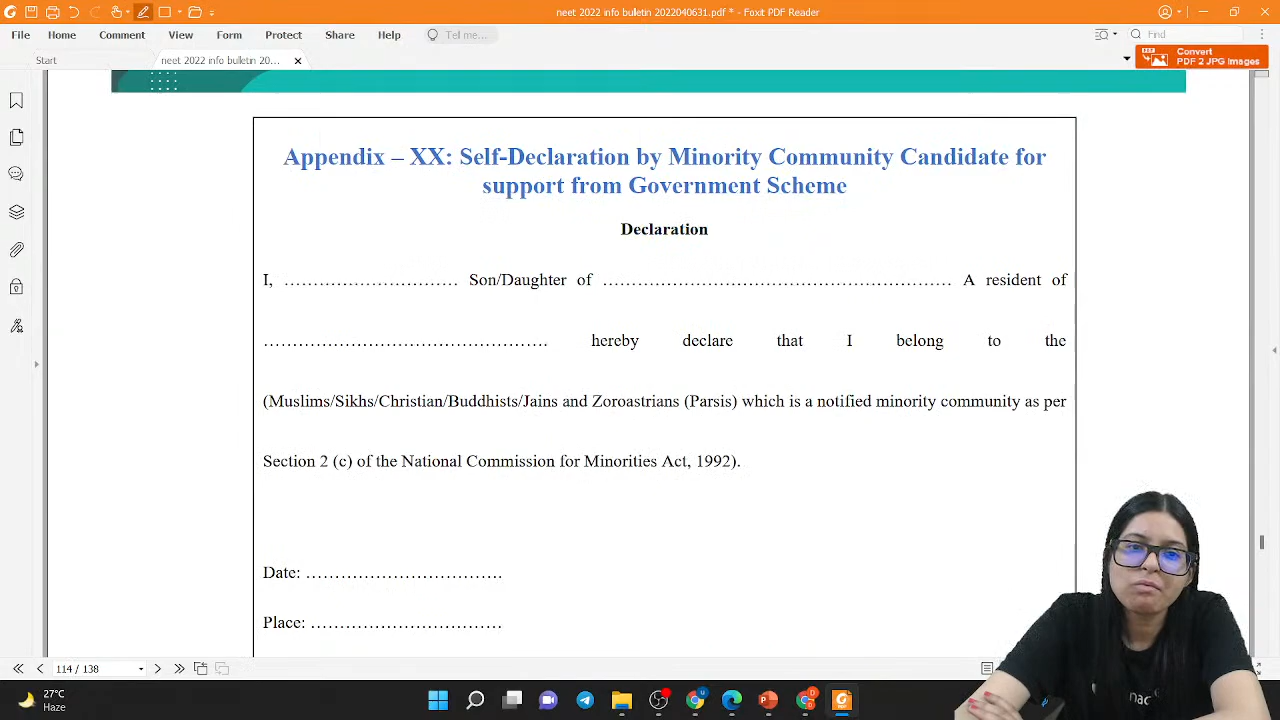 neet 2022 info buletin 2022040631.pdf * - Foxit PDF Reader
File Home Comment View Form Protect Share Help Tell me... Find
Start neet 2022 info buletin 20... Convert
PDF 2 JPG Images
Appendix – XX: Self-Declaration by Minority Community Candidate for
support from Government Scheme
Declaration
I, ………………………… Son/Daughter of …………………………………………………… A resident of
…………………………………………. hereby declare that I belong to the
(Muslims/Sikhs/Christian/Buddhists/Jains and Zoroastrians (Parsis) which is a notified minority community as per
Section 2 (c) of the National Commission for Minorities Act, 1992).
Date: …………………………….
Place: ……………………………
114 / 138
27°C
Haze